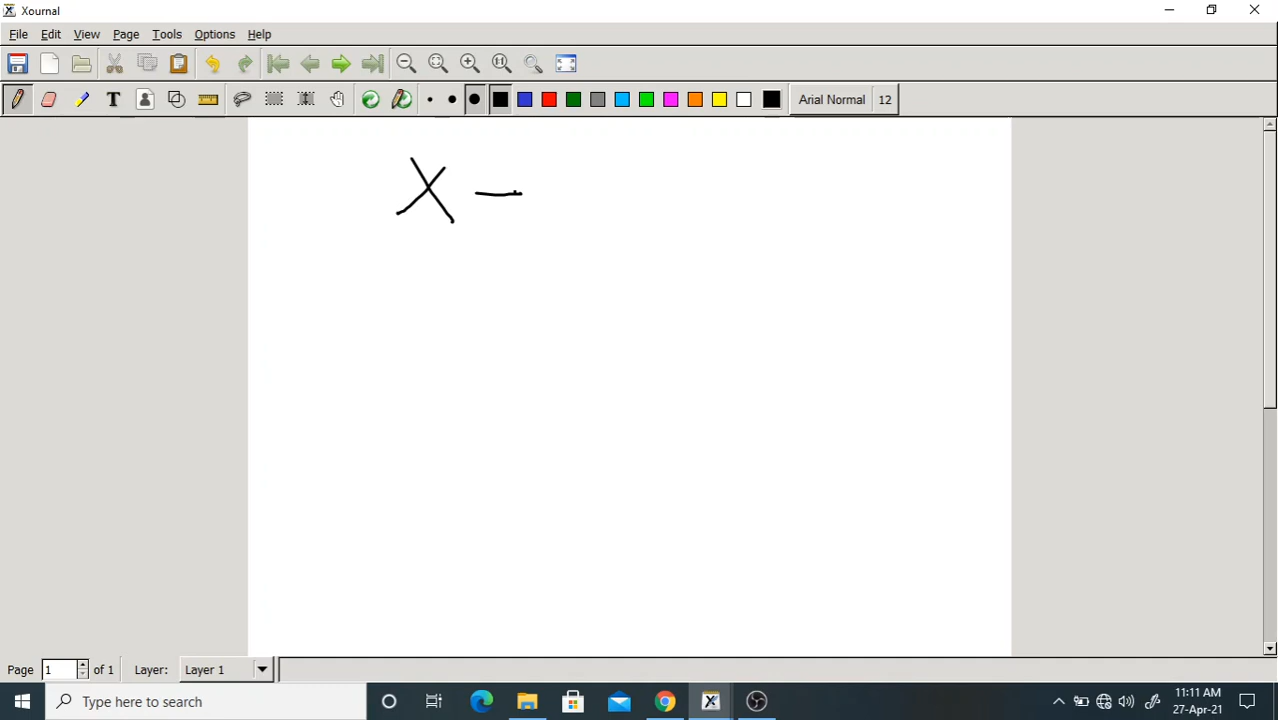 Xournal
File Edit View Page Tools Options Help
T Arial Normal 12
X —
Page 1 of 1 Layer: Layer 1
Type here to search
11:11 AM
27-Apr-21